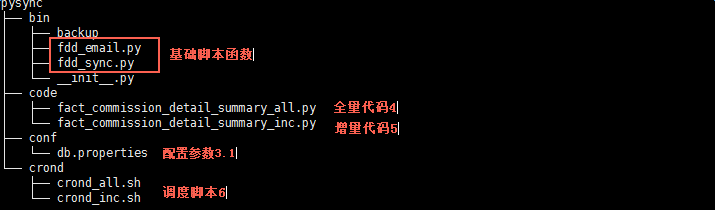 pysync
├── bin
│   ├── backup
│   ├── fdd_email.py
│   ├── fdd_sync.py 基础脚本函数
│   └── __init__.py
├── code
│   ├── fact_commission_detail_summary_all.py 全量代码4
│   └── fact_commission_detail_summary_inc.py 增量代码5
├── conf
│   └── db.properties 配置参数3.1
└── crond
    ├── crond_all.sh
    └── crond_inc.sh 调度脚本6